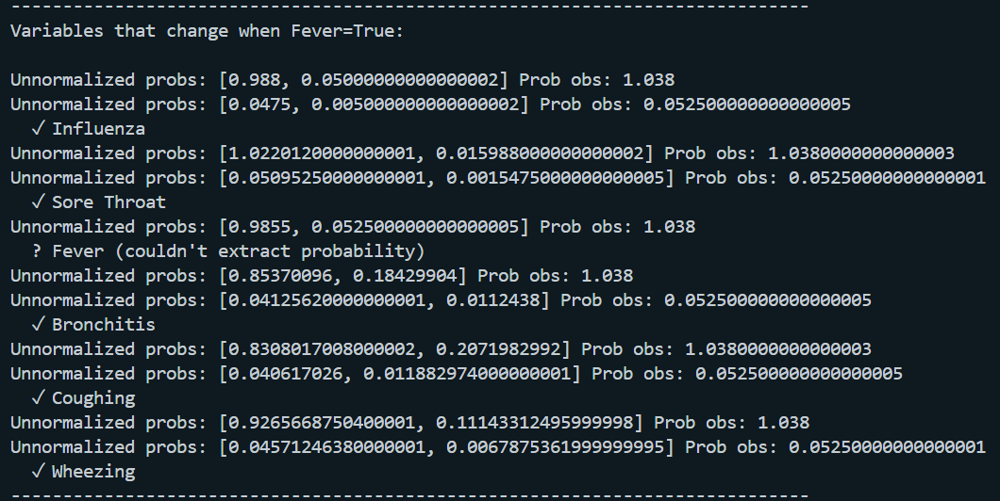 ------------------------------------------------------------------------------
Variables that change when Fever=True:
Unnormalized probs: [0.988, 0.05000000000000002] Prob obs: 1.038
Unnormalized probs: [0.0475, 0.005000000000000002] Prob obs: 0.052500000000000005
✓ Influenza
Unnormalized probs: [1.0220120000000001, 0.015988000000000002] Prob obs: 1.0380000000000003
Unnormalized probs: [0.05095250000000001, 0.0015475000000000005] Prob obs: 0.05250000000000001
✓ Sore Throat
Unnormalized probs: [0.9855, 0.052500000000000005] Prob obs: 1.038
? Fever (couldn't extract probability)
Unnormalized probs: [0.85370096, 0.18429904] Prob obs: 1.038
Unnormalized probs: [0.04125620000000001, 0.0112438] Prob obs: 0.052500000000000005
✓ Bronchitis
Unnormalized probs: [0.8308017008000002, 0.2071982992] Prob obs: 1.0380000000000003
Unnormalized probs: [0.040617026, 0.011882974000000001] Prob obs: 0.052500000000000005
✓ Coughing
Unnormalized probs: [0.9265668750400001, 0.11143312495999998] Prob obs: 1.038
Unnormalized probs: [0.04571246380000001, 0.0067875361999999995] Prob obs: 0.05250000000000001
✓ Wheezing
------------------------------------------------------------------------------